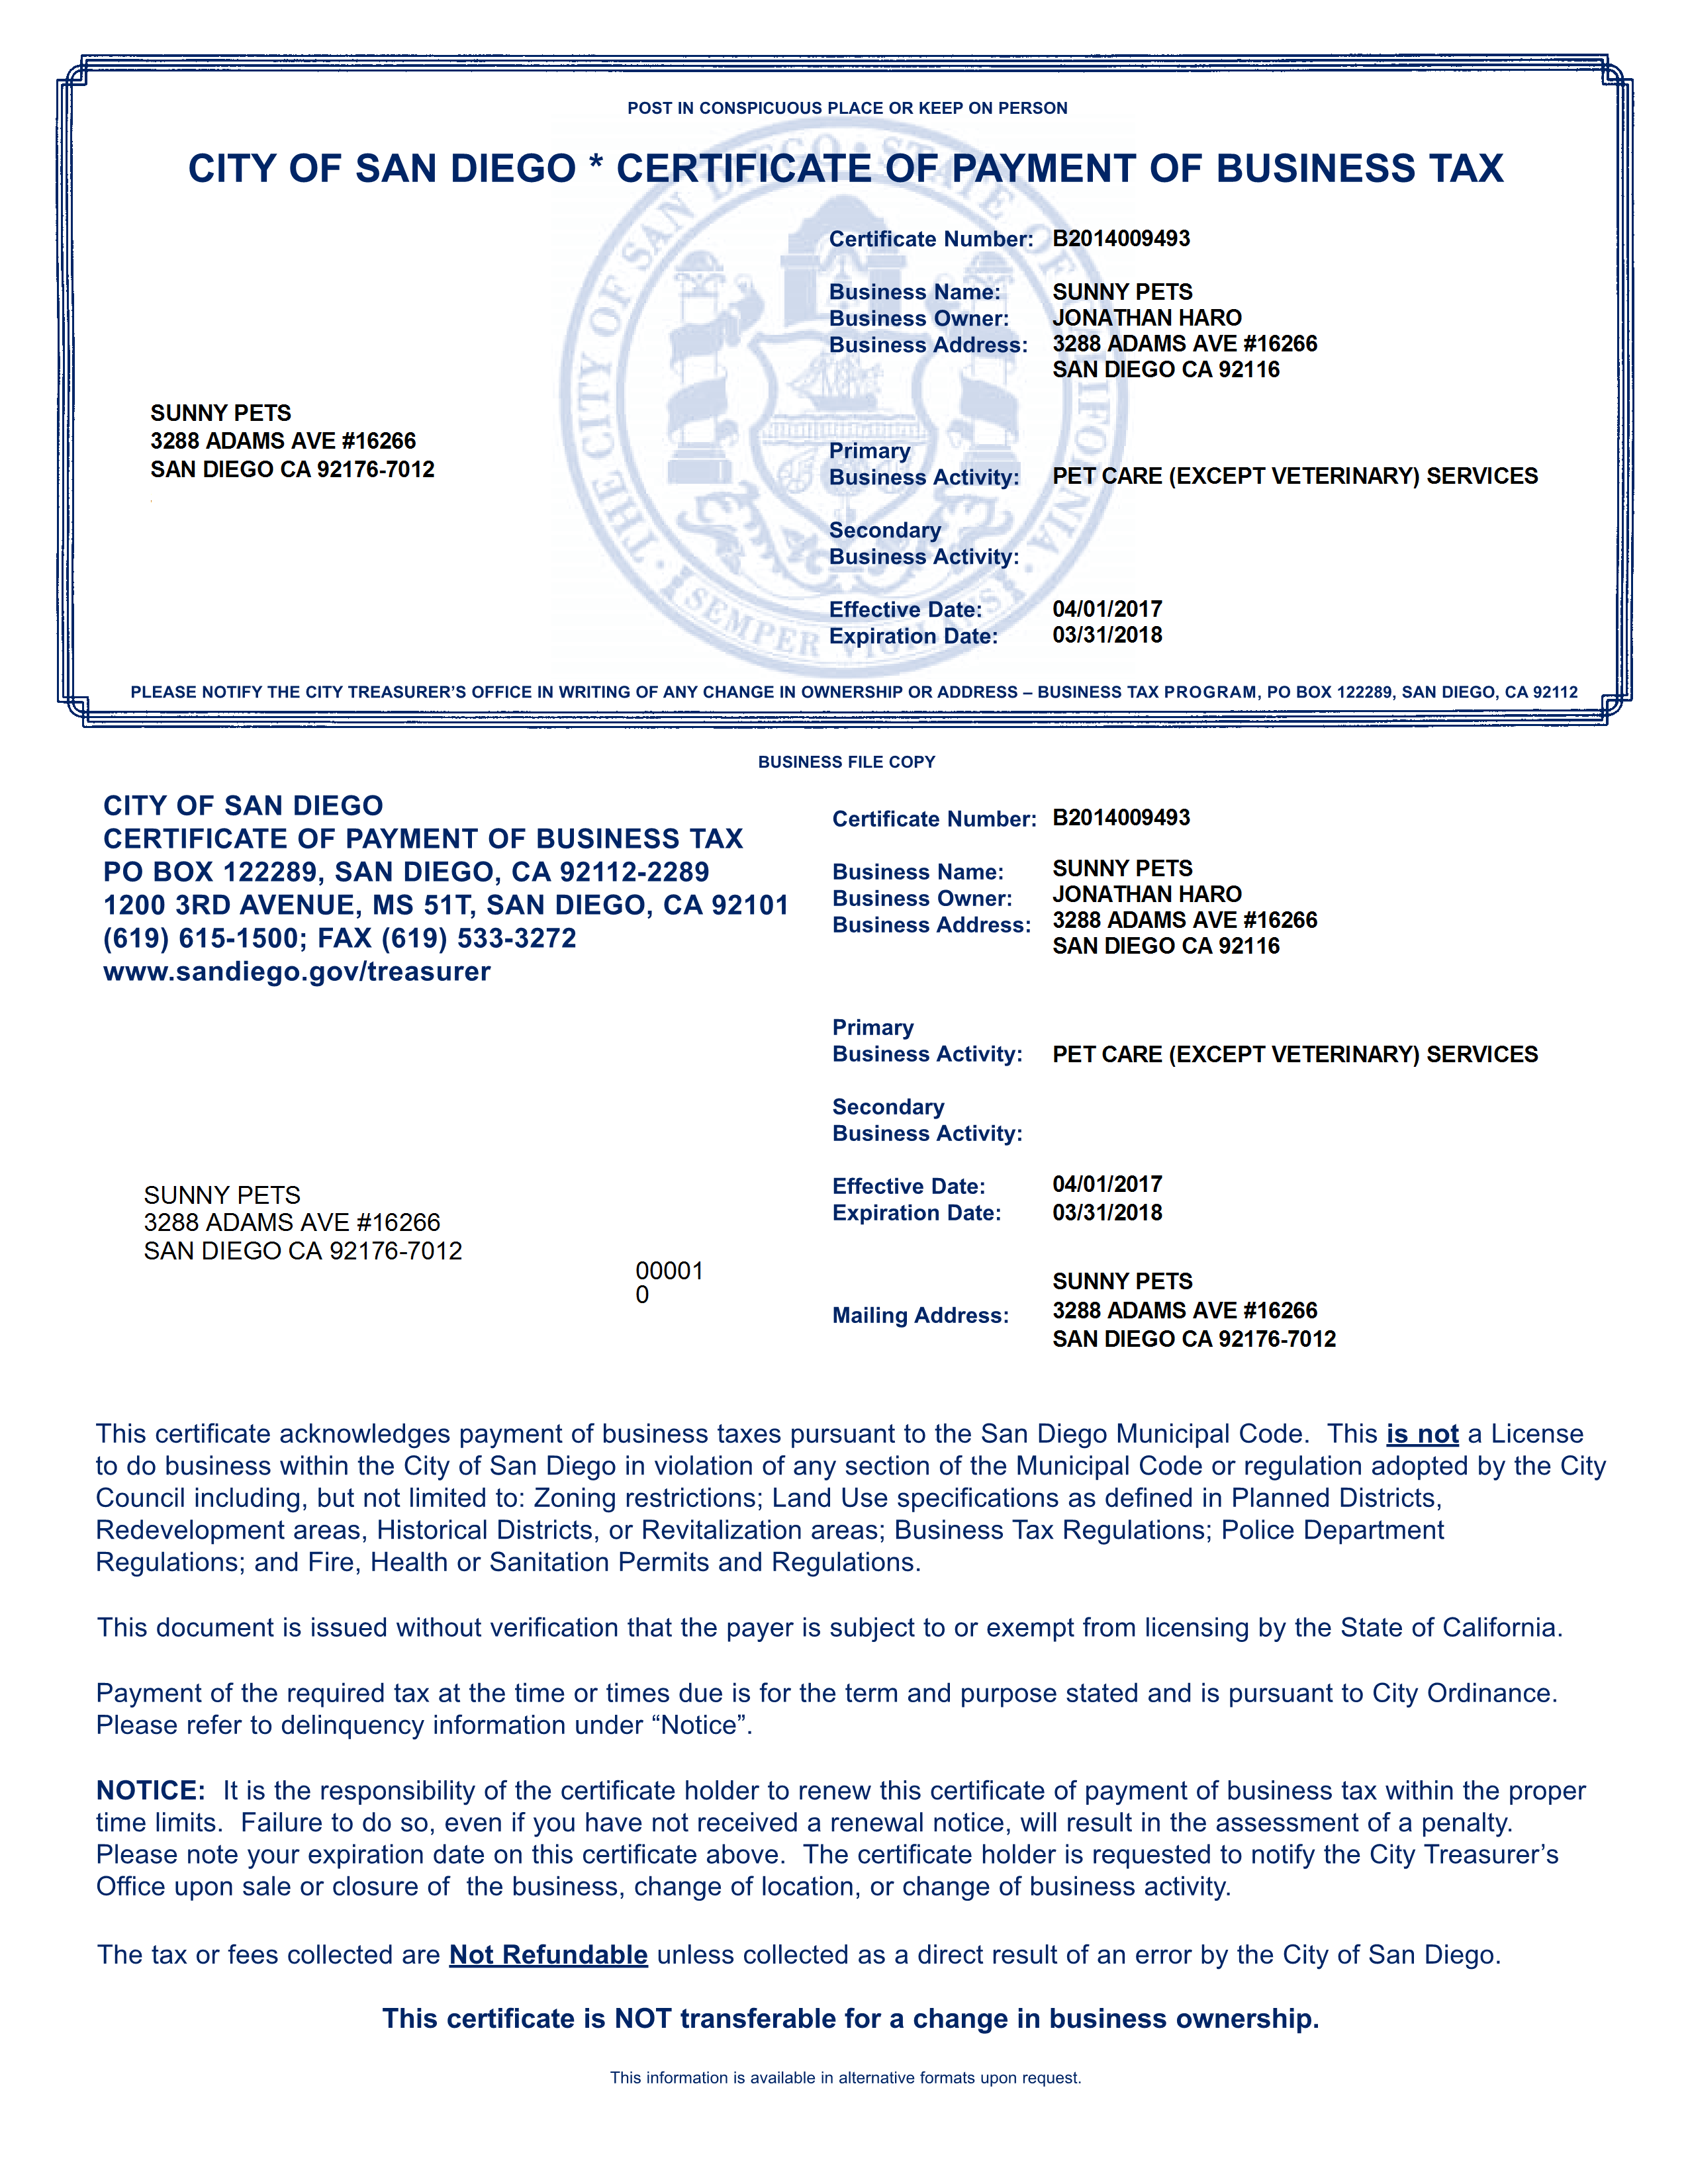 POST IN CONSPICUOUS PLACE OR KEEP ON PERSON
CITY OF SAN DIEGO * CERTIFICATE OF PAYMENT OF BUSINESS TAX
THE CITY OF SAN DIEGO • STATE OF CALIFORNIA
SEMPER VIGILANS
Certificate Number: B2014009493
Business Name: SUNNY PETS
Business Owner: JONATHAN HARO
Business Address: 3288 ADAMS AVE #16266
SAN DIEGO CA 92116
SUNNY PETS
3288 ADAMS AVE #16266
SAN DIEGO CA 92176-7012
Primary
Business Activity: PET CARE (EXCEPT VETERINARY) SERVICES
Secondary
Business Activity:
Effective Date: 04/01/2017
Expiration Date: 03/31/2018
PLEASE NOTIFY THE CITY TREASURER’S OFFICE IN WRITING OF ANY CHANGE IN OWNERSHIP OR ADDRESS – BUSINESS TAX PROGRAM, PO BOX 122289, SAN DIEGO, CA 92112
BUSINESS FILE COPY
CITY OF SAN DIEGO
CERTIFICATE OF PAYMENT OF BUSINESS TAX
PO BOX 122289, SAN DIEGO, CA 92112-2289
1200 3RD AVENUE, MS 51T, SAN DIEGO, CA 92101
(619) 615-1500; FAX (619) 533-3272
www.sandiego.gov/treasurer
Certificate Number: B2014009493
Business Name: SUNNY PETS
Business Owner: JONATHAN HARO
Business Address: 3288 ADAMS AVE #16266
SAN DIEGO CA 92116
Primary
Business Activity: PET CARE (EXCEPT VETERINARY) SERVICES
Secondary
Business Activity:
Effective Date: 04/01/2017
Expiration Date: 03/31/2018
SUNNY PETS
3288 ADAMS AVE #16266
SAN DIEGO CA 92176-7012
00001
0
SUNNY PETS
Mailing Address: 3288 ADAMS AVE #16266
SAN DIEGO CA 92176-7012
This certificate acknowledges payment of business taxes pursuant to the San Diego Municipal Code. This is not a License
to do business within the City of San Diego in violation of any section of the Municipal Code or regulation adopted by the City
Council including, but not limited to: Zoning restrictions; Land Use specifications as defined in Planned Districts,
Redevelopment areas, Historical Districts, or Revitalization areas; Business Tax Regulations; Police Department
Regulations; and Fire, Health or Sanitation Permits and Regulations.
This document is issued without verification that the payer is subject to or exempt from licensing by the State of California.
Payment of the required tax at the time or times due is for the term and purpose stated and is pursuant to City Ordinance.
Please refer to delinquency information under “Notice”.
NOTICE: It is the responsibility of the certificate holder to renew this certificate of payment of business tax within the proper
time limits. Failure to do so, even if you have not received a renewal notice, will result in the assessment of a penalty.
Please note your expiration date on this certificate above. The certificate holder is requested to notify the City Treasurer’s
Office upon sale or closure of the business, change of location, or change of business activity.
The tax or fees collected are Not Refundable unless collected as a direct result of an error by the City of San Diego.
This certificate is NOT transferable for a change in business ownership.
This information is available in alternative formats upon request.